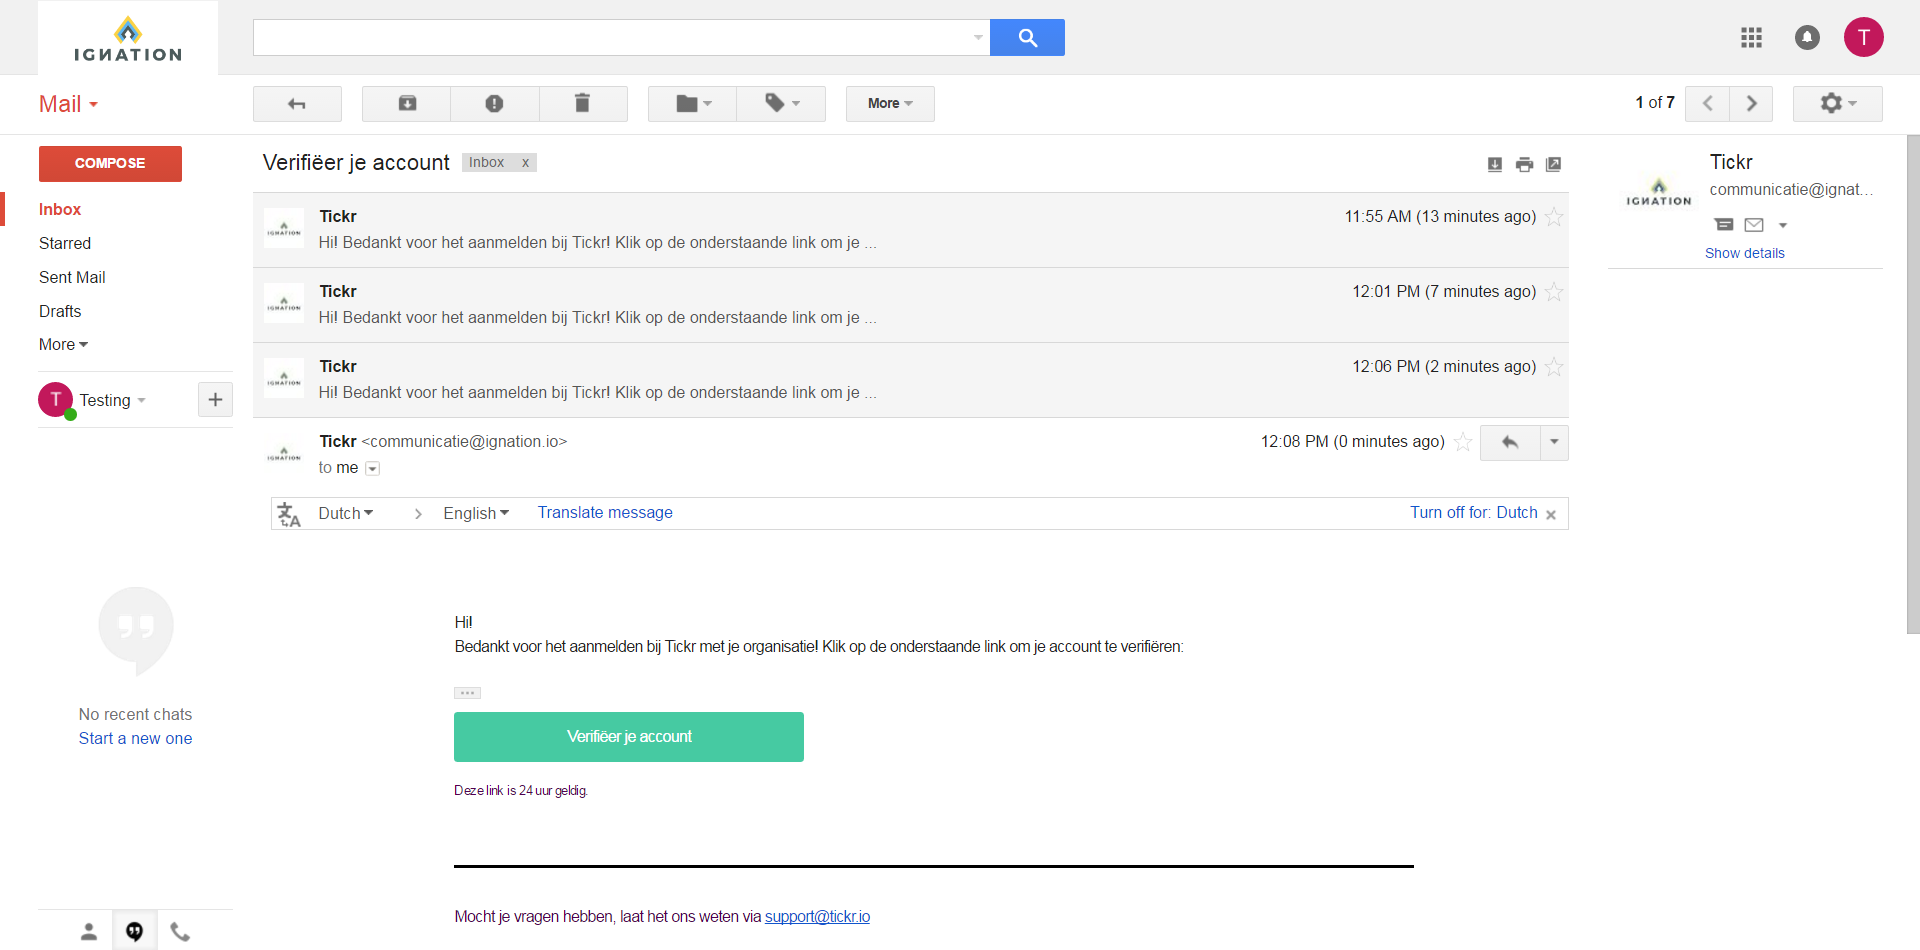 IGNATION
T
Mail
More
1 of 7
COMPOSE
Verifiëer je account
Inbox x
Tickr
communicatie@ignat...
IGNATION
Show details
Inbox
Starred
Sent Mail
Drafts
More
T
Testing
IGNATION
Tickr
11:55 AM (13 minutes ago)
Hi! Bedankt voor het aanmelden bij Tickr! Klik op de onderstaande link om je ...
IGNATION
Tickr
12:01 PM (7 minutes ago)
Hi! Bedankt voor het aanmelden bij Tickr! Klik op de onderstaande link om je ...
IGNATION
Tickr
12:06 PM (2 minutes ago)
Hi! Bedankt voor het aanmelden bij Tickr! Klik op de onderstaande link om je ...
IGNATION
Tickr <communicatie@ignation.io>
12:08 PM (0 minutes ago)
to me
文A
Dutch > English
Translate message
Turn off for: Dutch x
Hi!
Bedankt voor het aanmelden bij Tickr met je organisatie! Klik op de onderstaande link om je account te verifiëren:
...
Verifiëer je account
Deze link is 24 uur geldig.
No recent chats
Start a new one
Mocht je vragen hebben, laat het ons weten via support@tickr.io